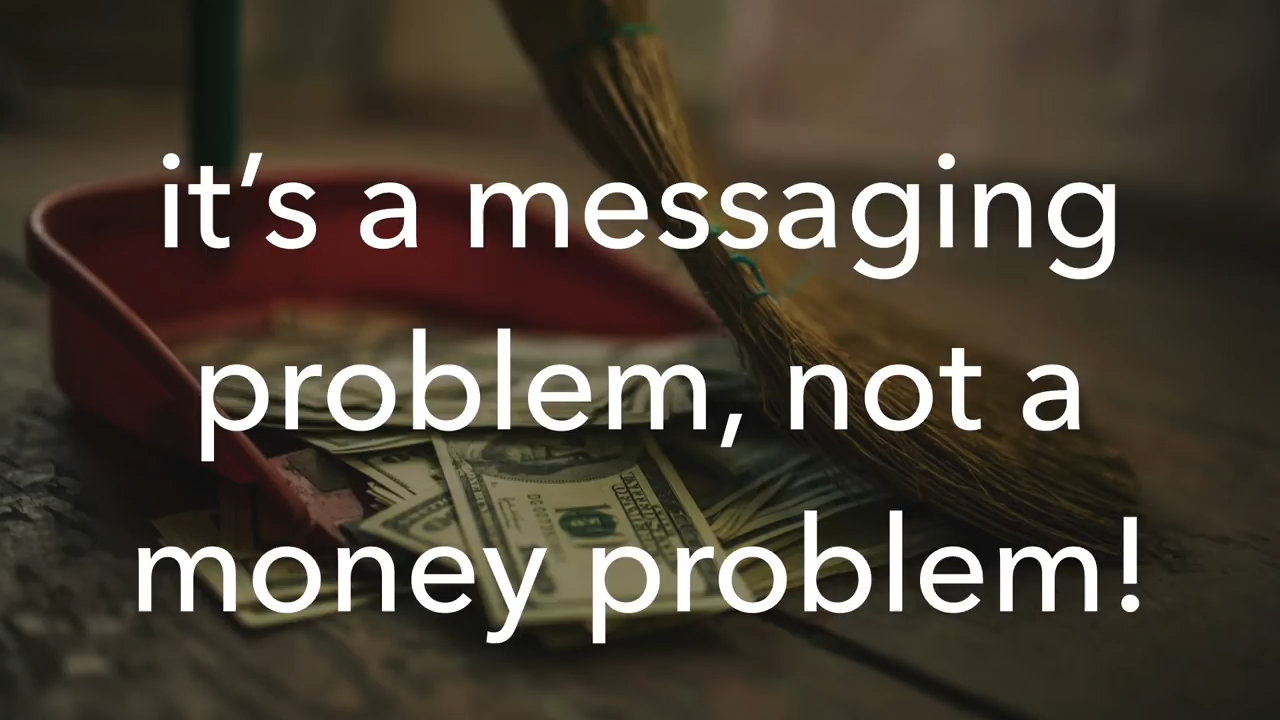 it’s a messaging
problem, not a
money problem!